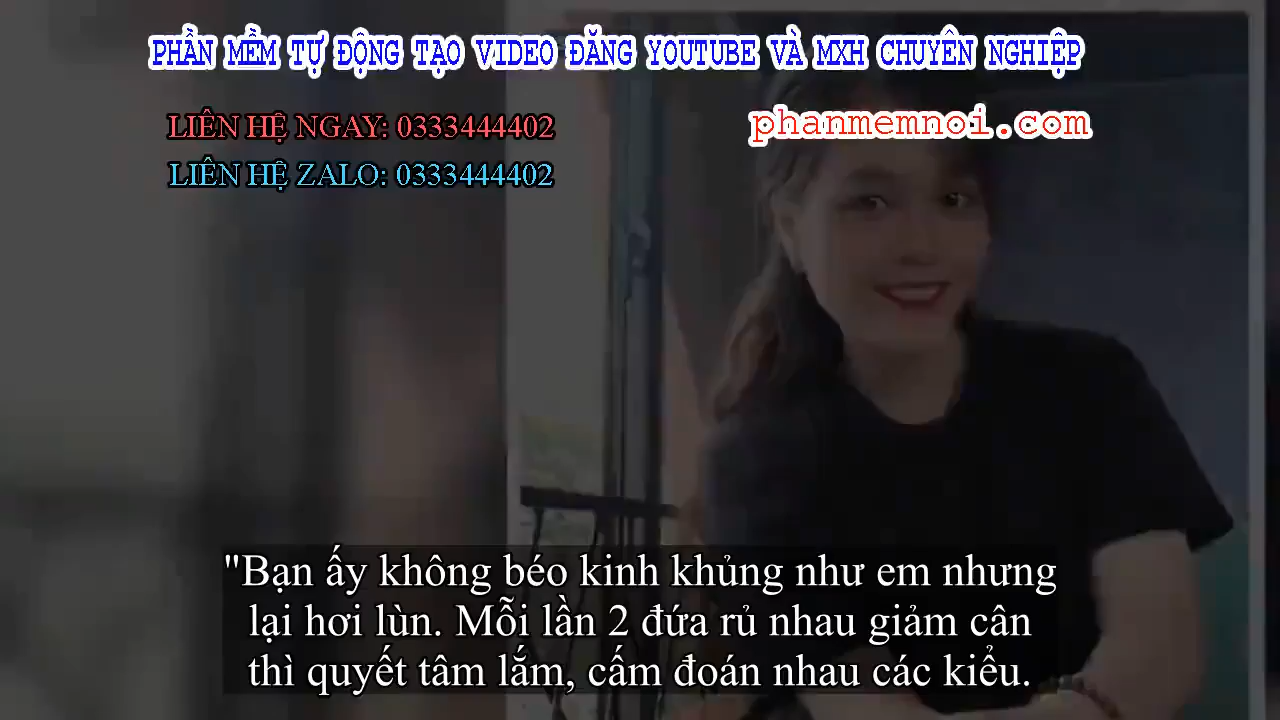 PHẦN MỀM TỰ ĐỘNG TẠO VIDEO ĐĂNG YOUTUBE VÀ MXH CHUYÊN NGHIỆP
LIÊN HỆ NGAY: 0333444402
phanmemnoi.com
LIÊN HỆ ZALO: 0333444402
"Bạn ấy không béo kinh khủng như em nhưng
lại hơi lùn. Mỗi lần 2 đứa rủ nhau giảm cân
thì quyết tâm lắm, cấm đoán nhau các kiểu.